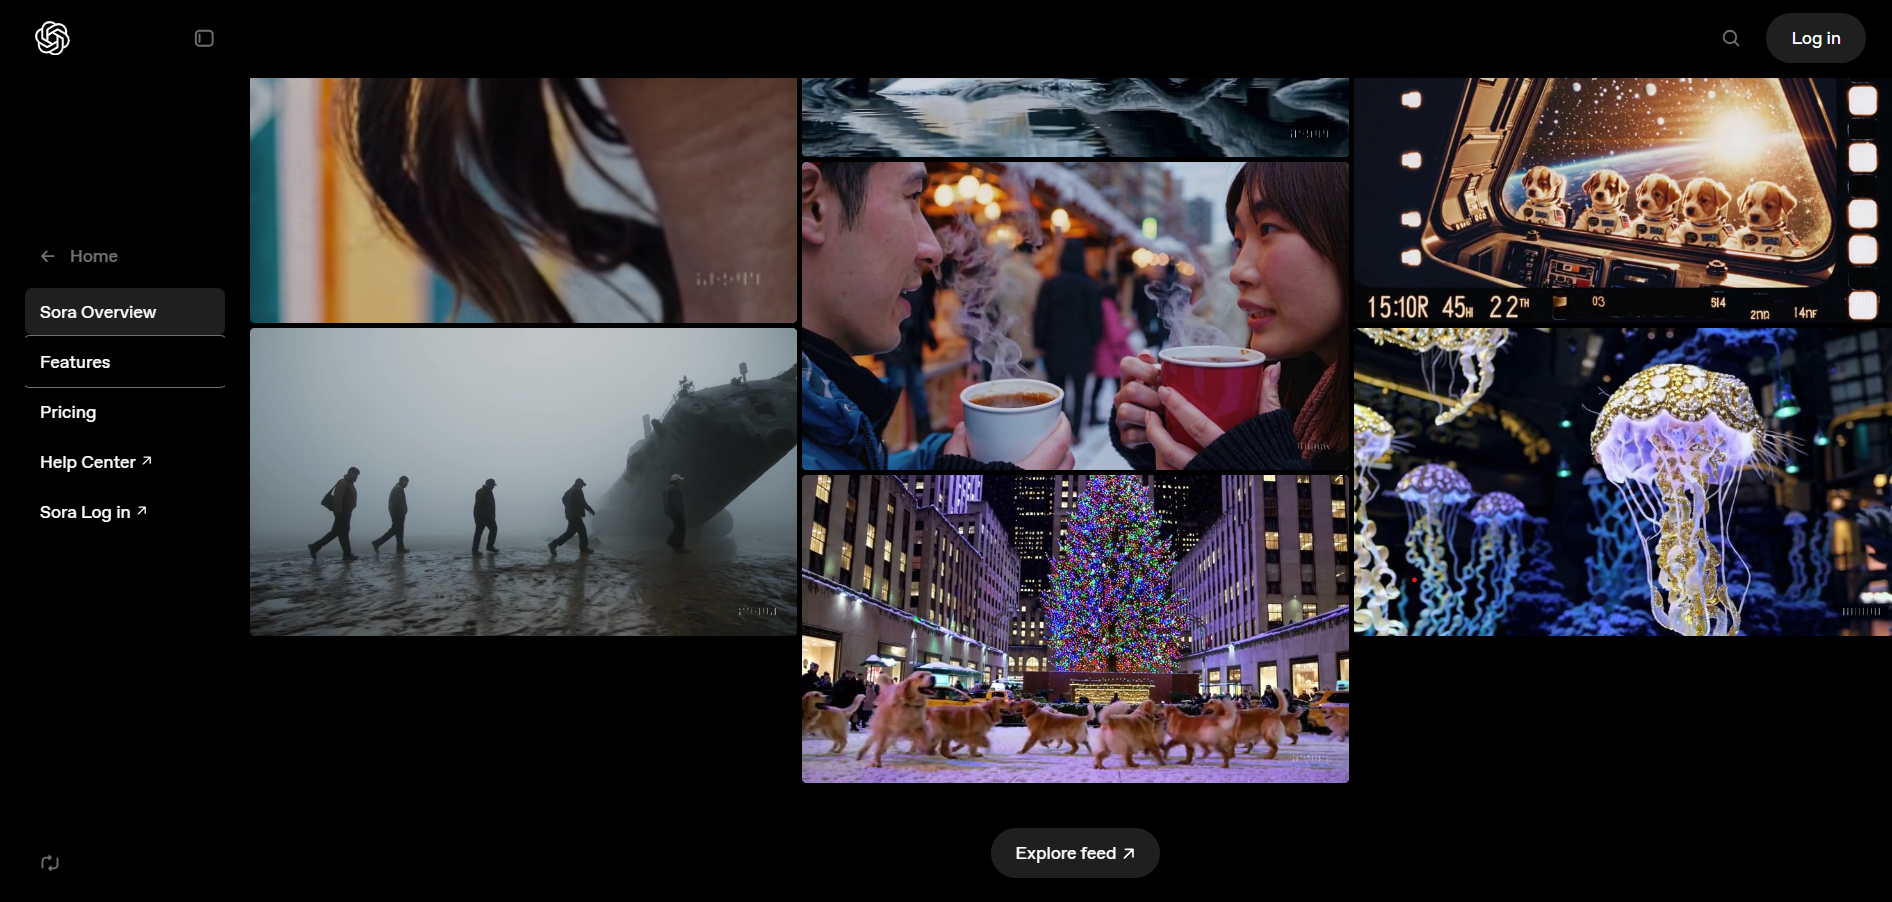 Log in
Home
Sora Overview
Features
Pricing
Help Center
Sora Log in
15:10R 45HI 22TH 03 514 2ND 14NF
Explore feed